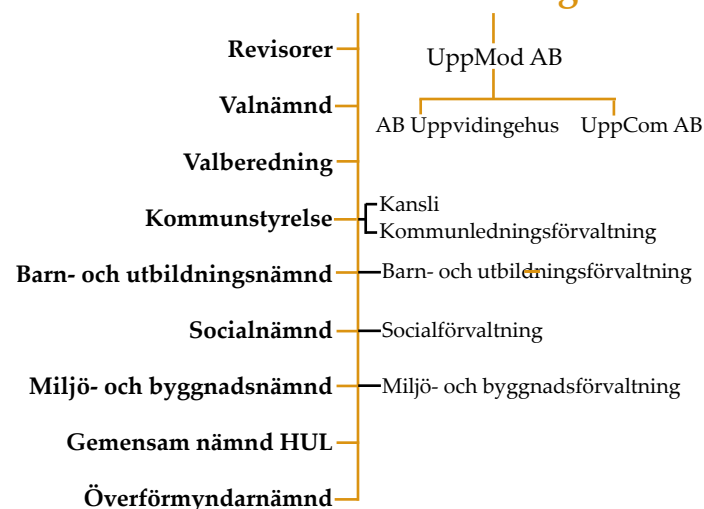 Revisorer
UppMod AB
Valnämnd
AB Uppvidingehus UppCom AB
Valberedning
Kommunstyrelse
Kansli
Kommunledningsförvaltning
Barn- och utbildningsnämnd
Barn- och utbildningsförvaltning
Socialnämnd
Socialförvaltning
Miljö- och byggnadsnämnd
Miljö- och byggnadsförvaltning
Gemensam nämnd HUL
Överförmyndarnämnd